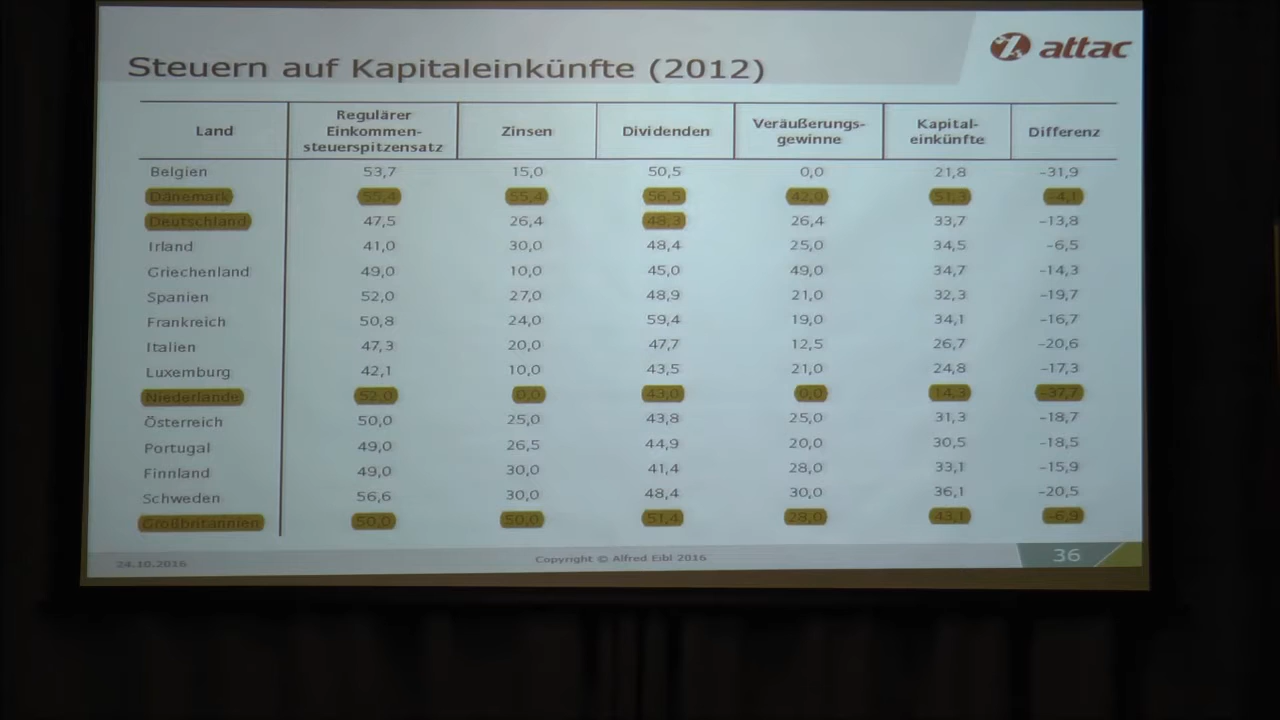 attac
Steuern auf Kapitaleinkünfte (2012)
Land Regulärer Einkommen- steuerspitzensatz Zinsen Dividenden Veräußerungs- gewinne Kapital- einkünfte Differenz
Belgien 53,7 15,0 50,5 0,0 21,8 -31,9
Dänemark 55,4 55,4 56,5 42,0 51,3 -4,1
Deutschland 47,5 26,4 48,3 26,4 33,7 -13,8
Irland 41,0 30,0 48,4 25,0 34,5 -6,5
Griechenland 49,0 10,0 45,0 49,0 34,7 -14,3
Spanien 52,0 27,0 48,9 21,0 32,3 -19,7
Frankreich 50,8 24,0 59,4 19,0 34,1 -16,7
Italien 47,3 20,0 47,7 12,5 26,7 -20,6
Luxemburg 42,1 10,0 43,5 21,0 24,8 -17,3
Niederlande 52,0 0,0 43,0 0,0 14,3 -37,7
Österreich 50,0 25,0 43,8 25,0 31,3 -18,7
Portugal 49,0 26,5 44,9 20,0 30,5 -18,5
Finnland 49,0 30,0 41,4 28,0 33,1 -15,9
Schweden 56,6 30,0 48,4 30,0 36,1 -20,5
Großbritannien 50,0 50,0 51,4 28,0 43,1 -6,9
24.10.2016 Copyright © Alfred Eibl 2016 36